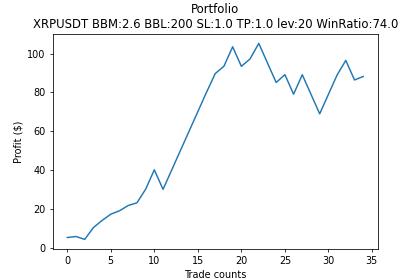 Portfolio
XRPUSDT BBM:2.6 BBL:200 SL:1.0 TP:1.0 lev:20 WinRatio:74.0
100
80
60
40
20
0
Profit ($)
0 5 10 15 20 25 30 35
Trade counts